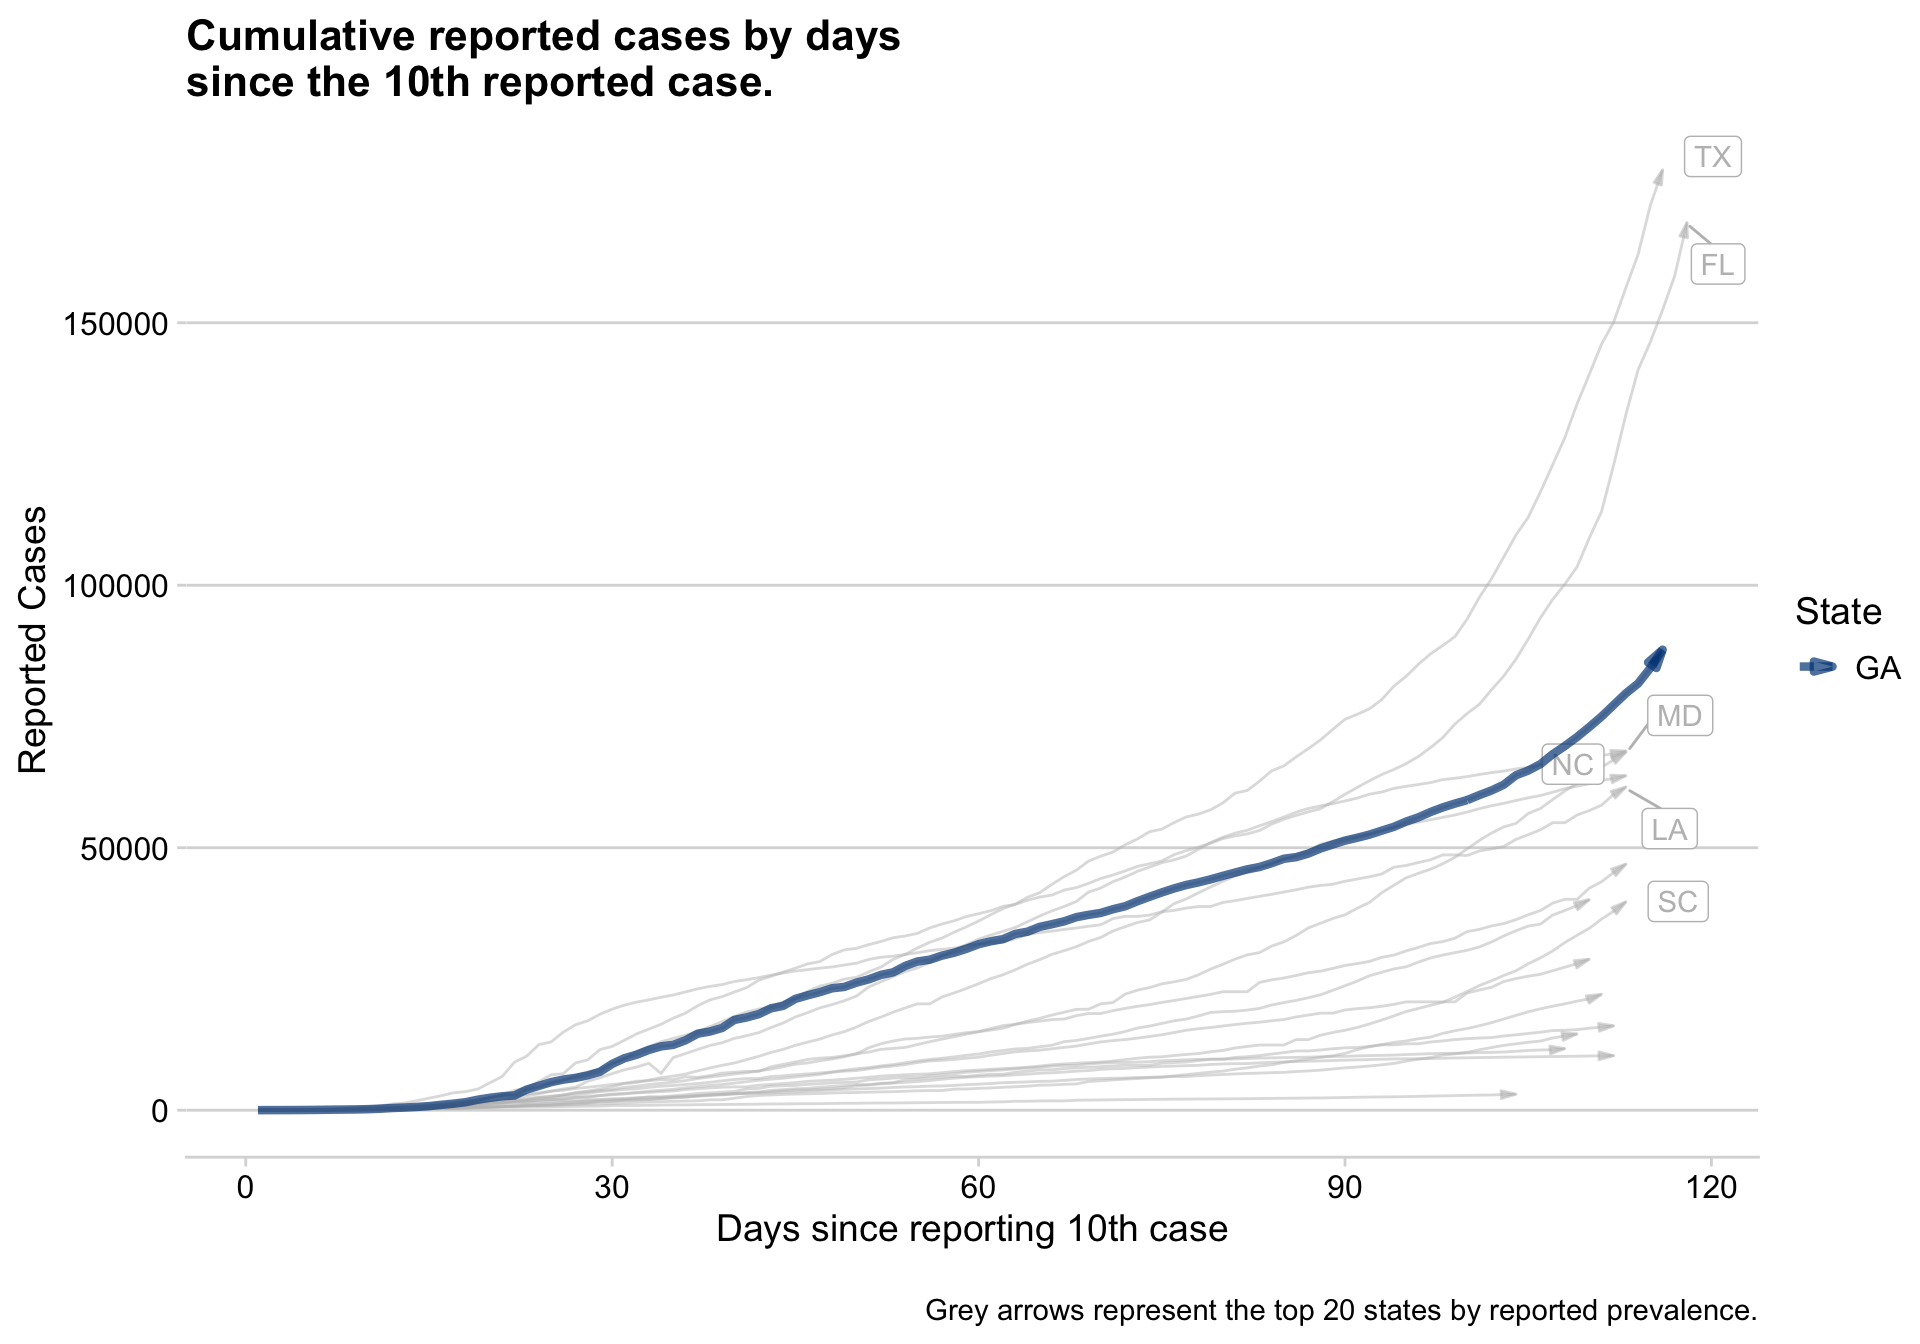 Cumulative reported cases by days
since the 10th reported case.
Reported Cases
150000
100000
50000
0
TX
FL
MD
NC
LA
SC
State
GA
0 30 60 90 120
Days since reporting 10th case
Grey arrows represent the top 20 states by reported prevalence.